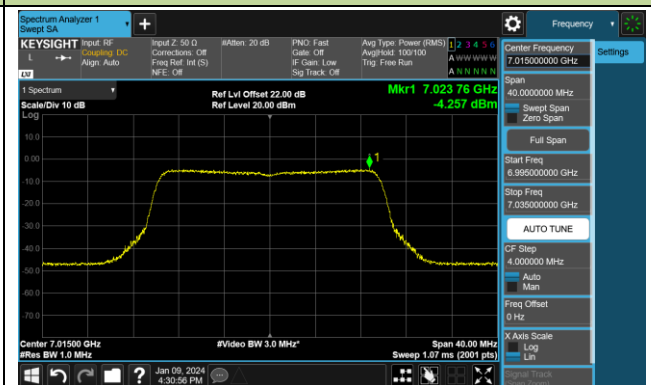 Spectrum Analyzer 1
Swept SA
+
Frequency
KEYSIGHT
L
LXI
Input: RF
Coupling: DC
Align: Auto
Input Z: 50 Ω
Corrections: Off
Freq Ref: Int (S)
NFE: Off
#Atten: 20 dB
PNO: Fast
Gate: Off
IF Gain: Low
Sig Track: Off
Avg Type: Power (RMS)
Avg|Hold: 100/100
Trig: Free Run
1 2 3 4 5 6
A W W W W W
A N N N N N
1 Spectrum
Scale/Div 10 dB
Log
Ref Lvl Offset 22.00 dB
Ref Level 20.00 dBm
Mkr1 7.023 76 GHz
-4.257 dBm
1
10.0
0.00
-10.0
-20.0
-30.0
-40.0
-50.0
-60.0
-70.0
Center 7.01500 GHz
#Res BW 1.0 MHz
#Video BW 3.0 MHz*
Span 40.00 MHz
Sweep 1.07 ms (2001 pts)
Center Frequency
7.015000000 GHz
Settings
Span
40.0000000 MHz
Swept Span
Zero Span
Full Span
Start Freq
6.995000000 GHz
Stop Freq
7.035000000 GHz
AUTO TUNE
CF Step
4.000000 MHz
Auto
Man
Freq Offset
0 Hz
X Axis Scale
Log
Lin
Signal Track
?
Jan 09, 2024
4:30:56 PM